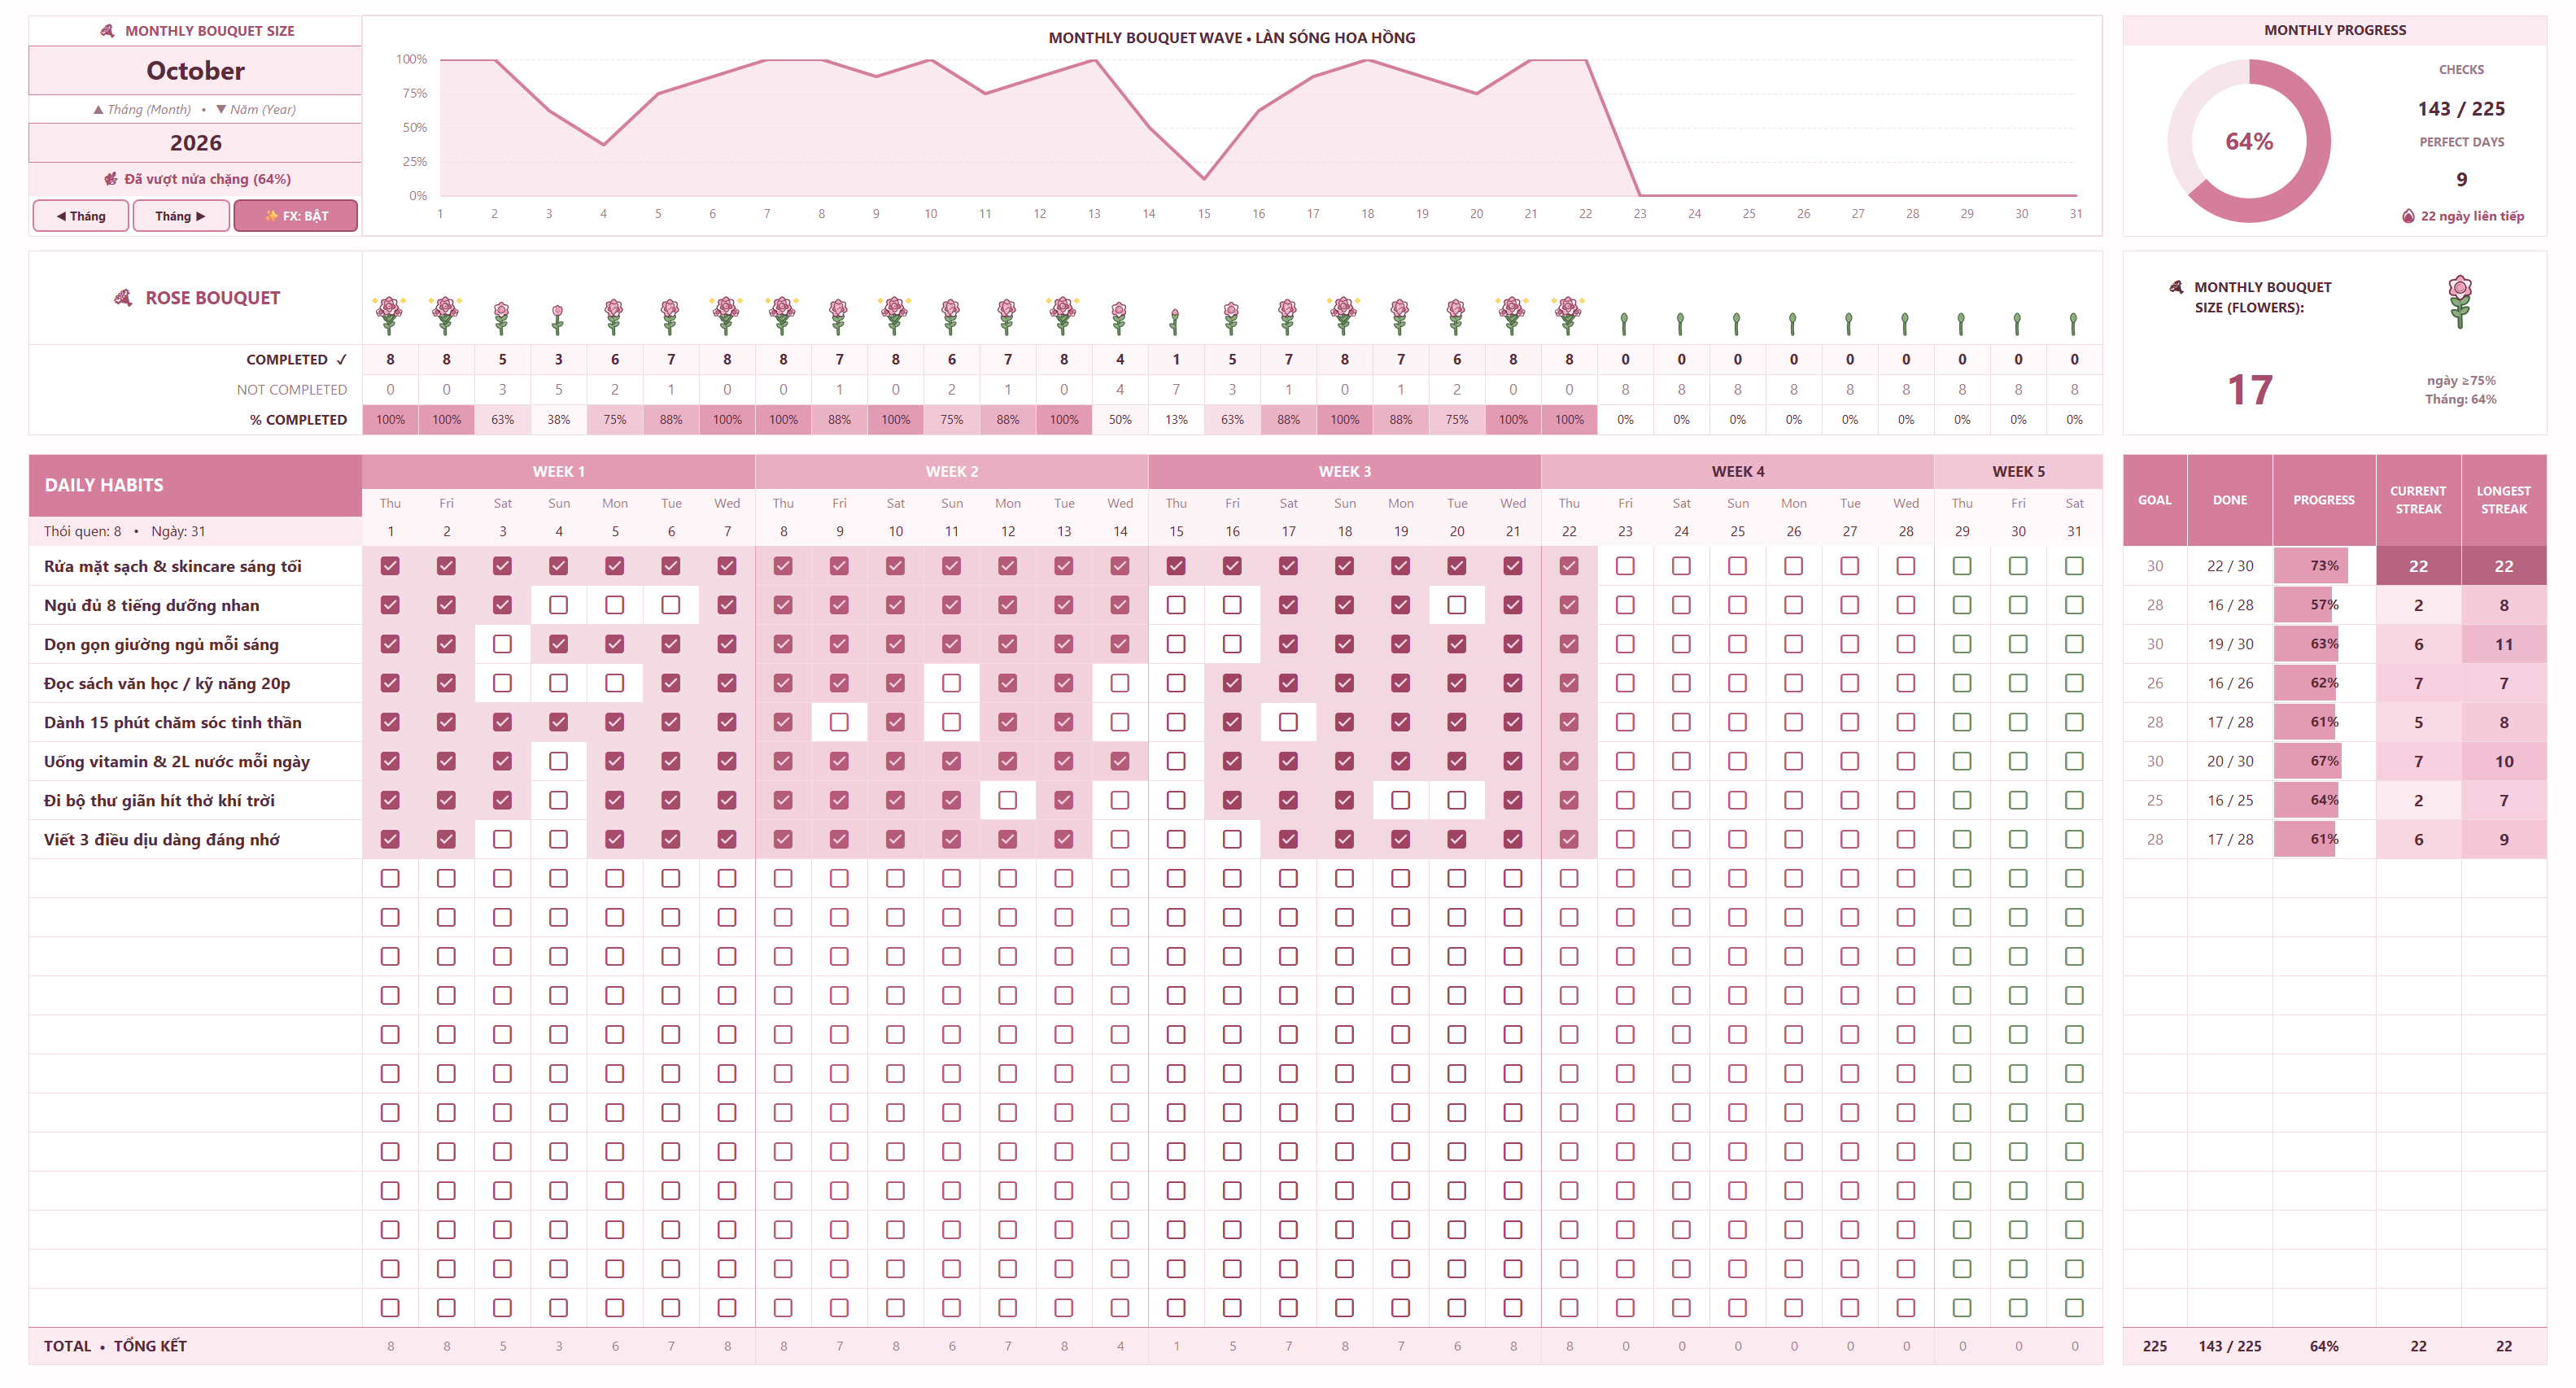 MONTHLY BOUQUET SIZE
October
▲ Tháng (Month) • ▼ Năm (Year)
2026
Đã vượt nửa chặng (64%)
◀ Tháng Tháng ▶ ✨ FX: BẬT
MONTHLY BOUQUET WAVE • LÀN SÓNG HOA HỒNG
100%
75%
50%
25%
0%
1 2 3 4 5 6 7 8 9 10 11 12 13 14 15 16 17 18 19 20 21 22 23 24 25 26 27 28 29 30 31
MONTHLY PROGRESS
64%
CHECKS
143 / 225
PERFECT DAYS
9
22 ngày liên tiếp
ROSE BOUQUET
COMPLETED ✓ 8 8 5 3 6 7 8 8 7 8 6 7 8 4 1 5 7 8 7 6 8 8 0 0 0 0 0 0 0 0 0
NOT COMPLETED 0 0 3 5 2 1 0 0 1 0 2 1 0 4 7 3 1 0 1 2 0 0 8 8 8 8 8 8 8 8 8
% COMPLETED 100% 100% 63% 38% 75% 88% 100% 100% 88% 100% 75% 88% 100% 50% 13% 63% 88% 100% 88% 75% 100% 100% 0% 0% 0% 0% 0% 0% 0% 0% 0%
MONTHLY BOUQUET
SIZE (FLOWERS):
17
ngày ≥75%
Tháng: 64%
DAILY HABITS WEEK 1 WEEK 2 WEEK 3 WEEK 4 WEEK 5
Thu Fri Sat Sun Mon Tue Wed Thu Fri Sat Sun Mon Tue Wed Thu Fri Sat Sun Mon Tue Wed Thu Fri Sat Sun Mon Tue Wed Thu Fri Sat
Thói quen: 8 • Ngày: 31 1 2 3 4 5 6 7 8 9 10 11 12 13 14 15 16 17 18 19 20 21 22 23 24 25 26 27 28 29 30 31
GOAL DONE PROGRESS CURRENT STREAK LONGEST STREAK
Rửa mặt sạch & skincare sáng tối 30 22 / 30 73% 22 22
Ngủ đủ 8 tiếng dưỡng nhan 28 16 / 28 57% 2 8
Dọn gọn giường ngủ mỗi sáng 30 19 / 30 63% 6 11
Đọc sách văn học / kỹ năng 20p 26 16 / 26 62% 7 7
Dành 15 phút chăm sóc tinh thần 28 17 / 28 61% 5 8
Uống vitamin & 2L nước mỗi ngày 30 20 / 30 67% 7 10
Đi bộ thư giãn hít thở khí trời 25 16 / 25 64% 2 7
Viết 3 điều dịu dàng đáng nhớ 28 17 / 28 61% 6 9
TOTAL • TỔNG KẾT 8 8 5 3 6 7 8 8 7 8 6 7 8 4 1 5 7 8 7 6 8 8 0 0 0 0 0 0 0 0 0 225 143 / 225 64% 22 22